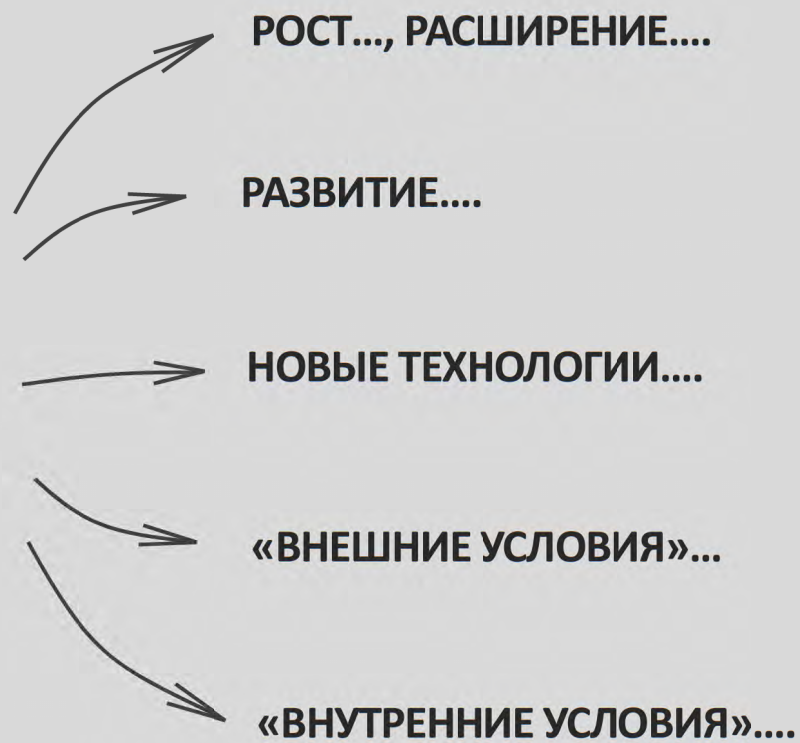 РОСТ..., РАСШИРЕНИЕ....
РАЗВИТИЕ....
НОВЫЕ ТЕХНОЛОГИИ....
«ВНЕШНИЕ УСЛОВИЯ»...
«ВНУТРЕННИЕ УСЛОВИЯ»....